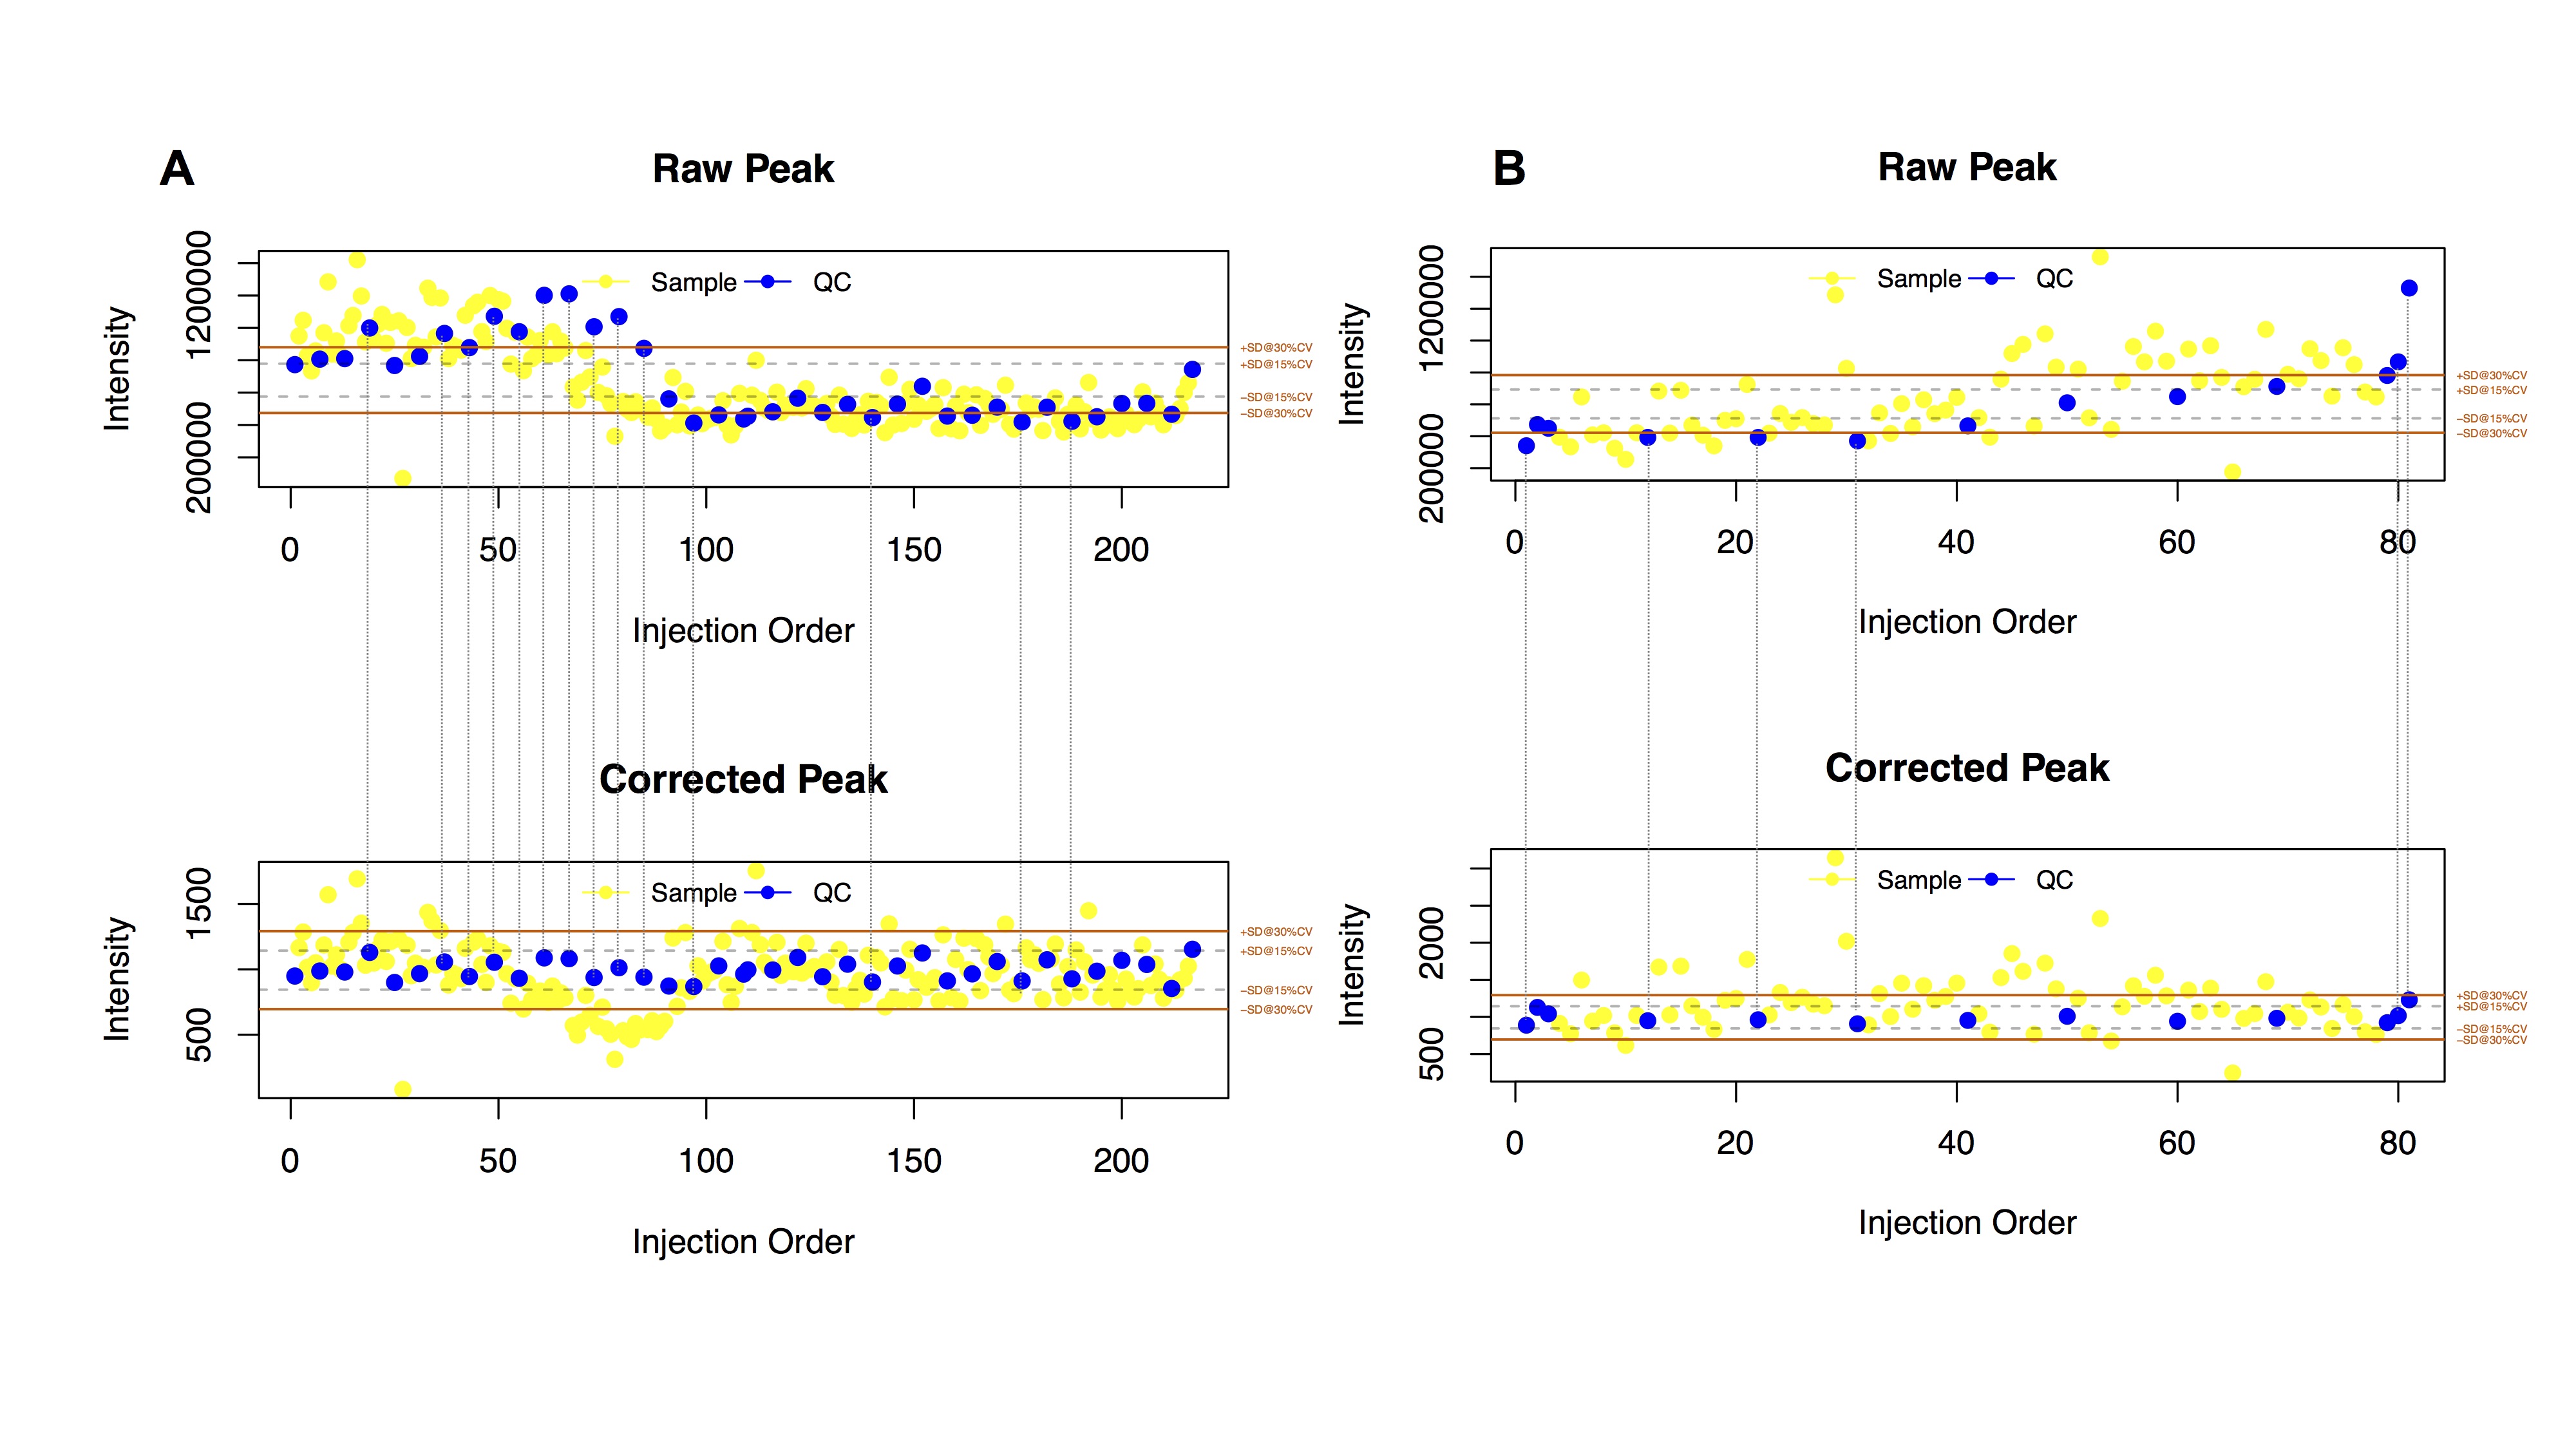 A
Raw Peak
Intensity
200000
1200000
Sample
QC
+SD@30%CV
+SD@15%CV
−SD@15%CV
−SD@30%CV
0
50
100
150
200
Injection Order
Corrected Peak
Intensity
500
1500
Sample
QC
+SD@30%CV
+SD@15%CV
−SD@15%CV
−SD@30%CV
0
50
100
150
200
Injection Order
B
Raw Peak
Intensity
200000
1200000
Sample
QC
+SD@30%CV
+SD@15%CV
−SD@15%CV
−SD@30%CV
0
20
40
60
80
Injection Order
Corrected Peak
Intensity
500
2000
Sample
QC
+SD@30%CV
+SD@15%CV
−SD@15%CV
−SD@30%CV
0
20
40
60
80
Injection Order